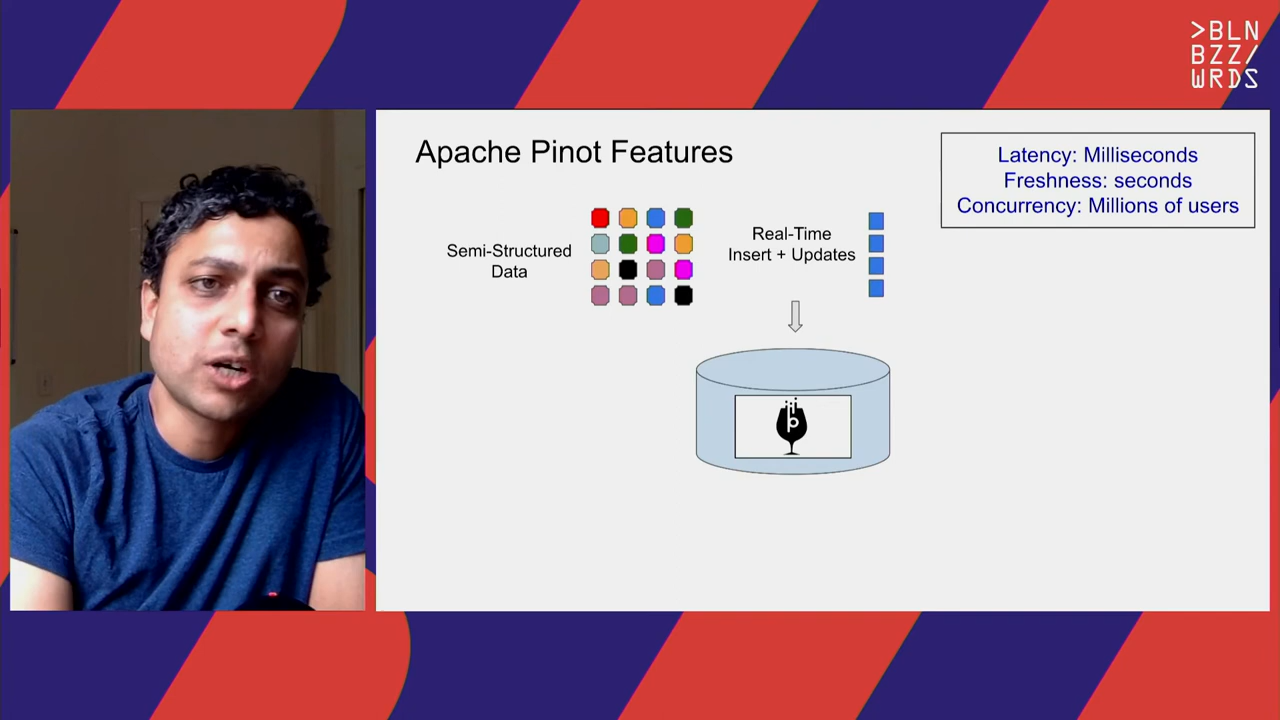 >BLN
BZZ/
WRDS
Apache Pinot Features
Latency: Milliseconds
Freshness: seconds
Concurrency: Millions of users
Semi-Structured
Data
Real-Time
Insert + Updates
p